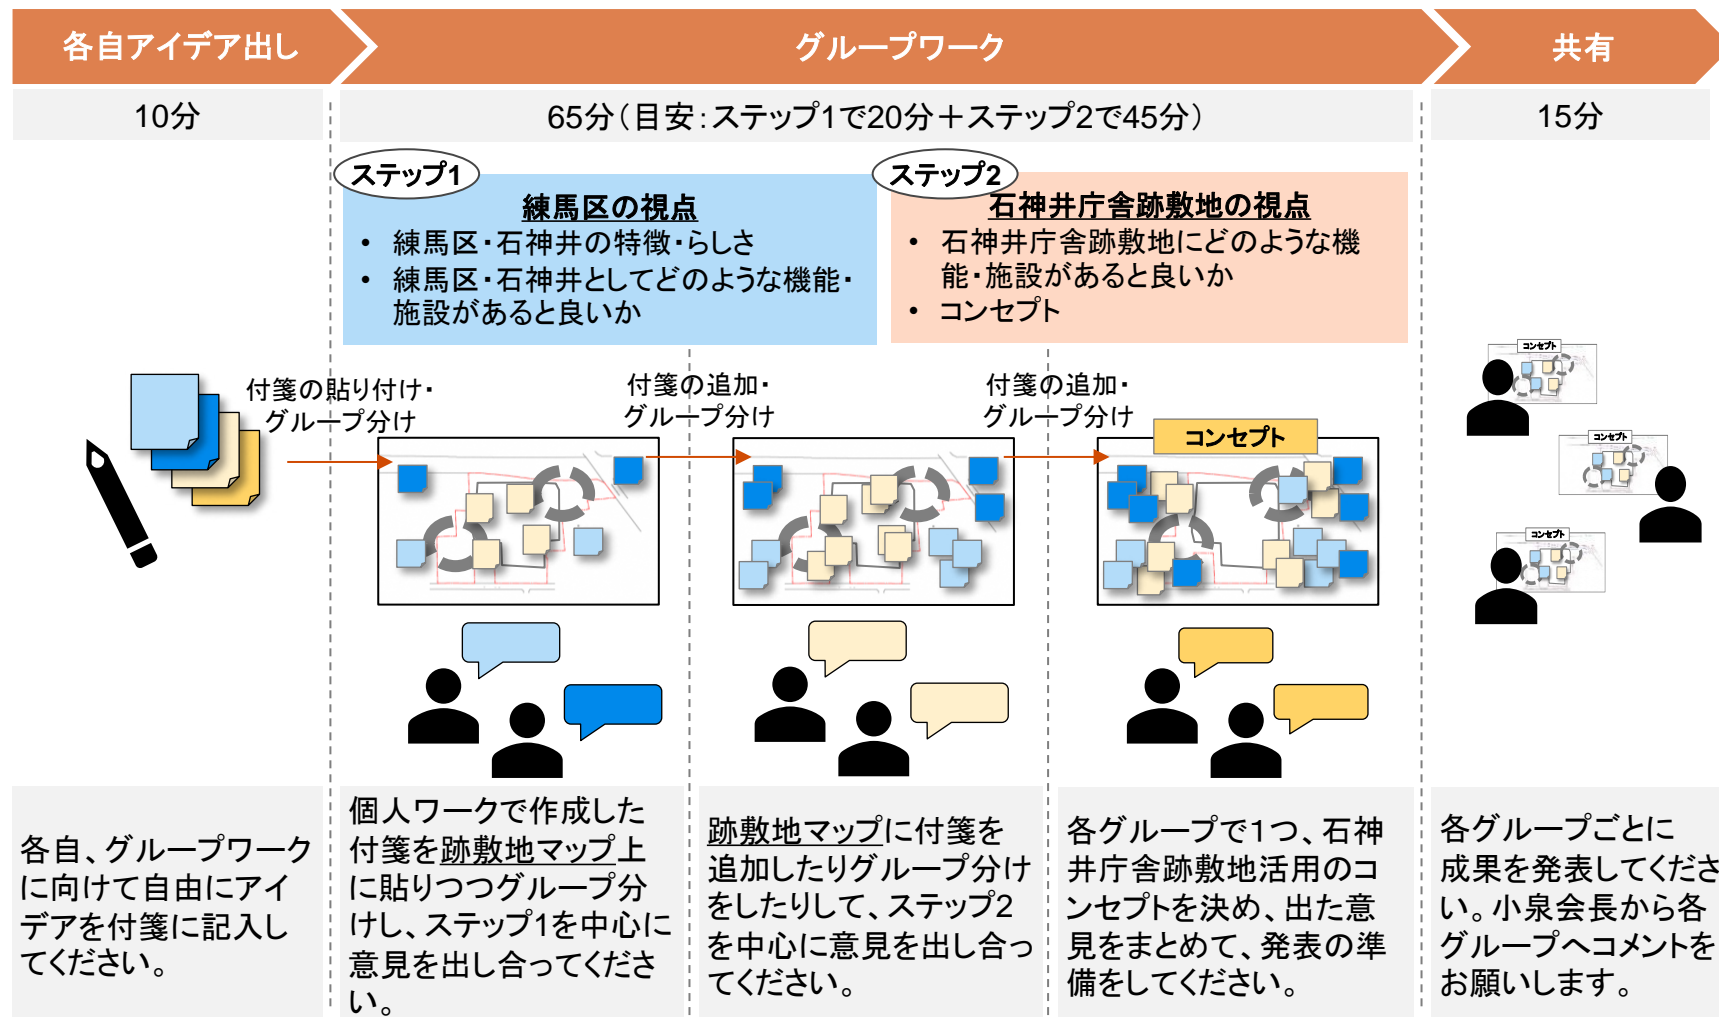 各自アイデア出し
グループワーク
共有
10分
65分（目安：ステップ1で20分＋ステップ2で45分）
15分
ステップ1
練馬区の視点
• 練馬区・石神井の特徴・らしさ
• 練馬区・石神井としてどのような機能・
施設があると良いか
ステップ2
石神井庁舎跡敷地の視点
• 石神井庁舎跡敷地にどのような機
能・施設があると良いか
• コンセプト
付箋の貼り付け・
グループ分け
付箋の追加・
グループ分け
付箋の追加・
グループ分け
コンセプト
コンセプト
コンセプト
コンセプト
各自、グループワーク
に向けて自由にアイ
デアを付箋に記入し
てください。
個人ワークで作成した
付箋を跡敷地マップ上
に貼りつつグループ分
けし、ステップ1を中心に
意見を出し合ってくださ
い。
跡敷地マップに付箋を
追加したりグループ分け
をしたりして、ステップ2
を中心に意見を出し合っ
てください。
各グループで１つ、石神
井庁舎跡敷地活用のコ
ンセプトを決め、出た意
見をまとめて、発表の準
備をしてください。
各グループごとに
成果を発表してくださ
い。小泉会長から各
グループへコメントを
お願いします。